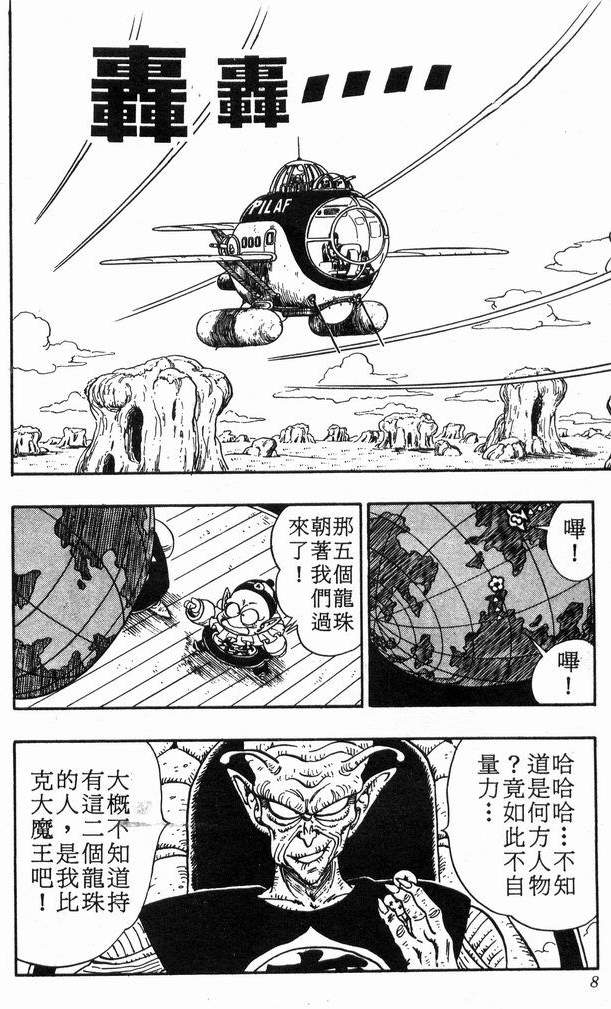 轟轟
PILAF
嗶！
嗶！
那五個龍珠
朝著我們過
來了！
哈哈哈…不知
道是何方人物
？竟如此不自
量力…
大概不知道持
有這二個龍珠
的人，是我比
克大魔王吧！
8